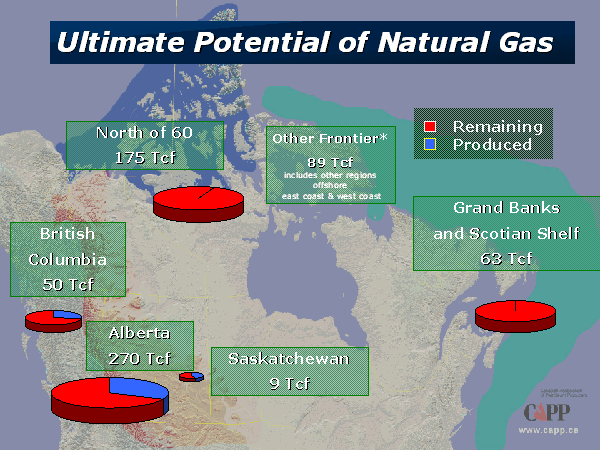 Ultimate Potential of Natural Gas
North of 60
175 Tcf
Other Frontier*
89 Tcf
includes other regions
offshore
east coast & west coast
Remaining
Produced
Grand Banks
and Scotian Shelf
63 Tcf
British
Columbia
50 Tcf
Alberta
270 Tcf
Saskatchewan
9 Tcf
CAPP
www.capp.ca